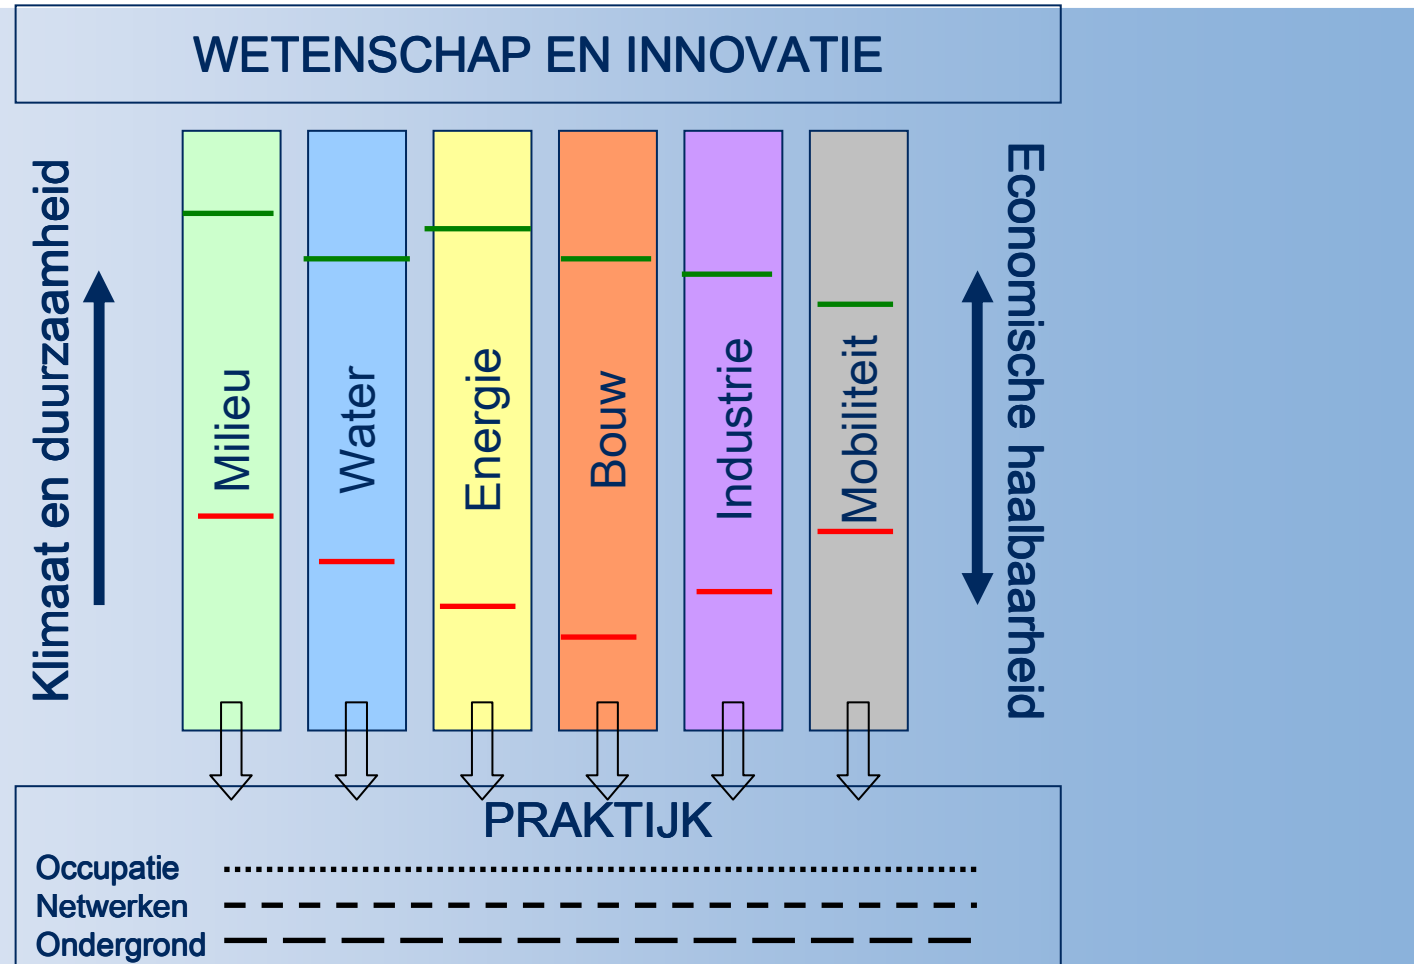 WETENSCHAP EN INNOVATIE
Klimaat en duurzaamheid
Milieu
Water
Energie
Bouw
Industrie
Mobiliteit
Economische haalbaarheid
PRAKTIJK
Occupatie
Netwerken
Ondergrond